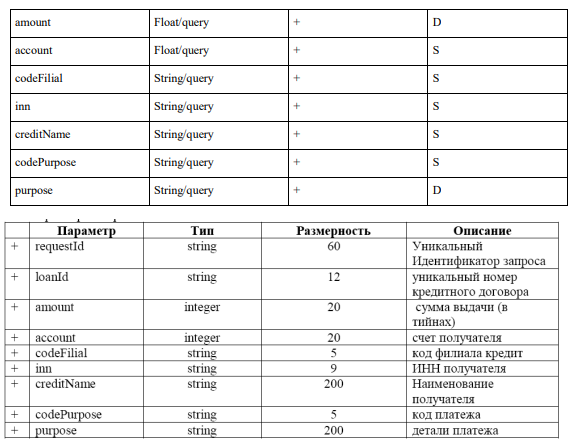 amount Float/query + D
account Float/query + S
codeFilial String/query + S
inn String/query + S
creditName String/query + S
codePurpose String/query + S
purpose String/query + D
Параметр Тип Размерность Описание
+ requestId string 60 Уникальный
Идентификатор запроса
+ loanId string 12 уникальный номер
кредитного договора
+ amount integer 20 сумма выдачи (в
тийнах)
+ account integer 20 счет получателя
+ codeFilial string 5 код филиала кредит
+ inn string 9 ИНН получателя
+ creditName string 200 Наименование
получателя
+ codePurpose string 5 код платежа
+ purpose string 200 детали платежа